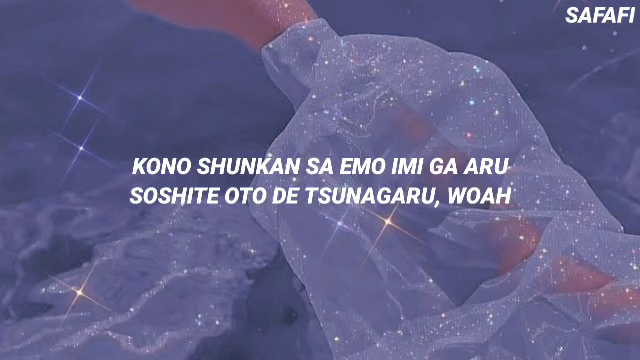 SAFAFI
KONO SHUNKAN SA EMO IMI GA ARU
SOSHITE OTO DE TSUNAGARU, WOAH